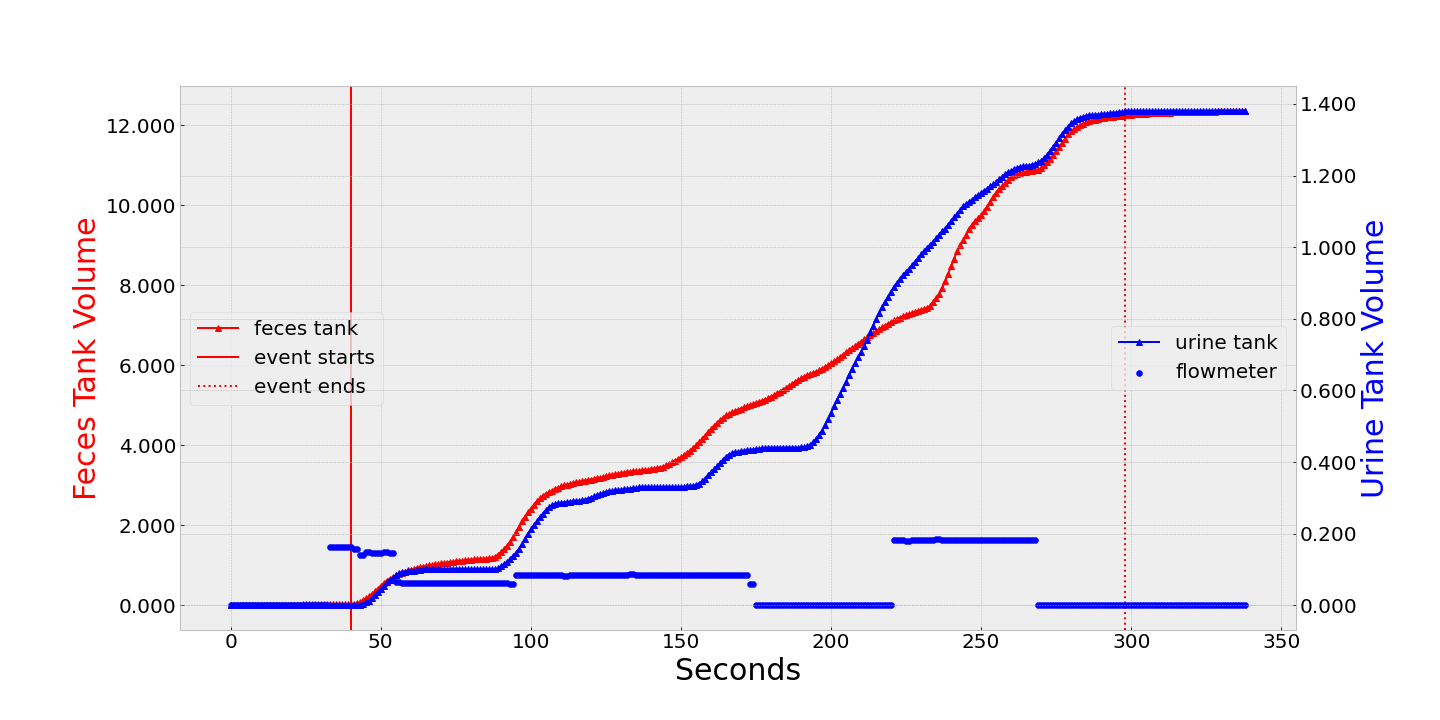 12.000
10.000
8.000
6.000
4.000
2.000
0.000
Feces Tank Volume
feces tank
event starts
event ends
urine tank
flowmeter
1.400
1.200
1.000
0.800
0.600
0.400
0.200
0.000
Urine Tank Volume
0 50 100 150 200 250 300 350
Seconds